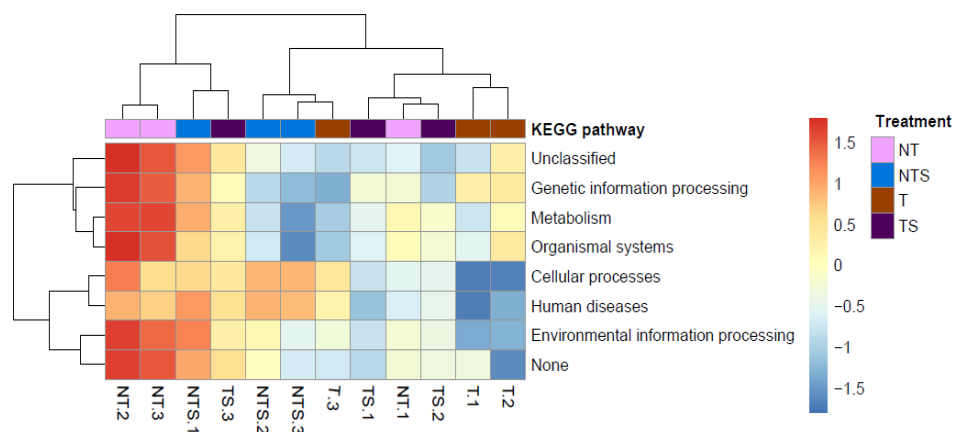 KEGG pathway
Unclassified
Genetic information processing
Metabolism
Organismal systems
Cellular processes
Human diseases
Environmental information processing
None
NT.2 NT.3 NTS.1 TS.3 NTS.2 NTS.3 T.3 TS.1 NT.1 TS.2 T.1 T.2
1.5
1
0.5
0
−0.5
−1
−1.5
Treatment
NT
NTS
T
TS